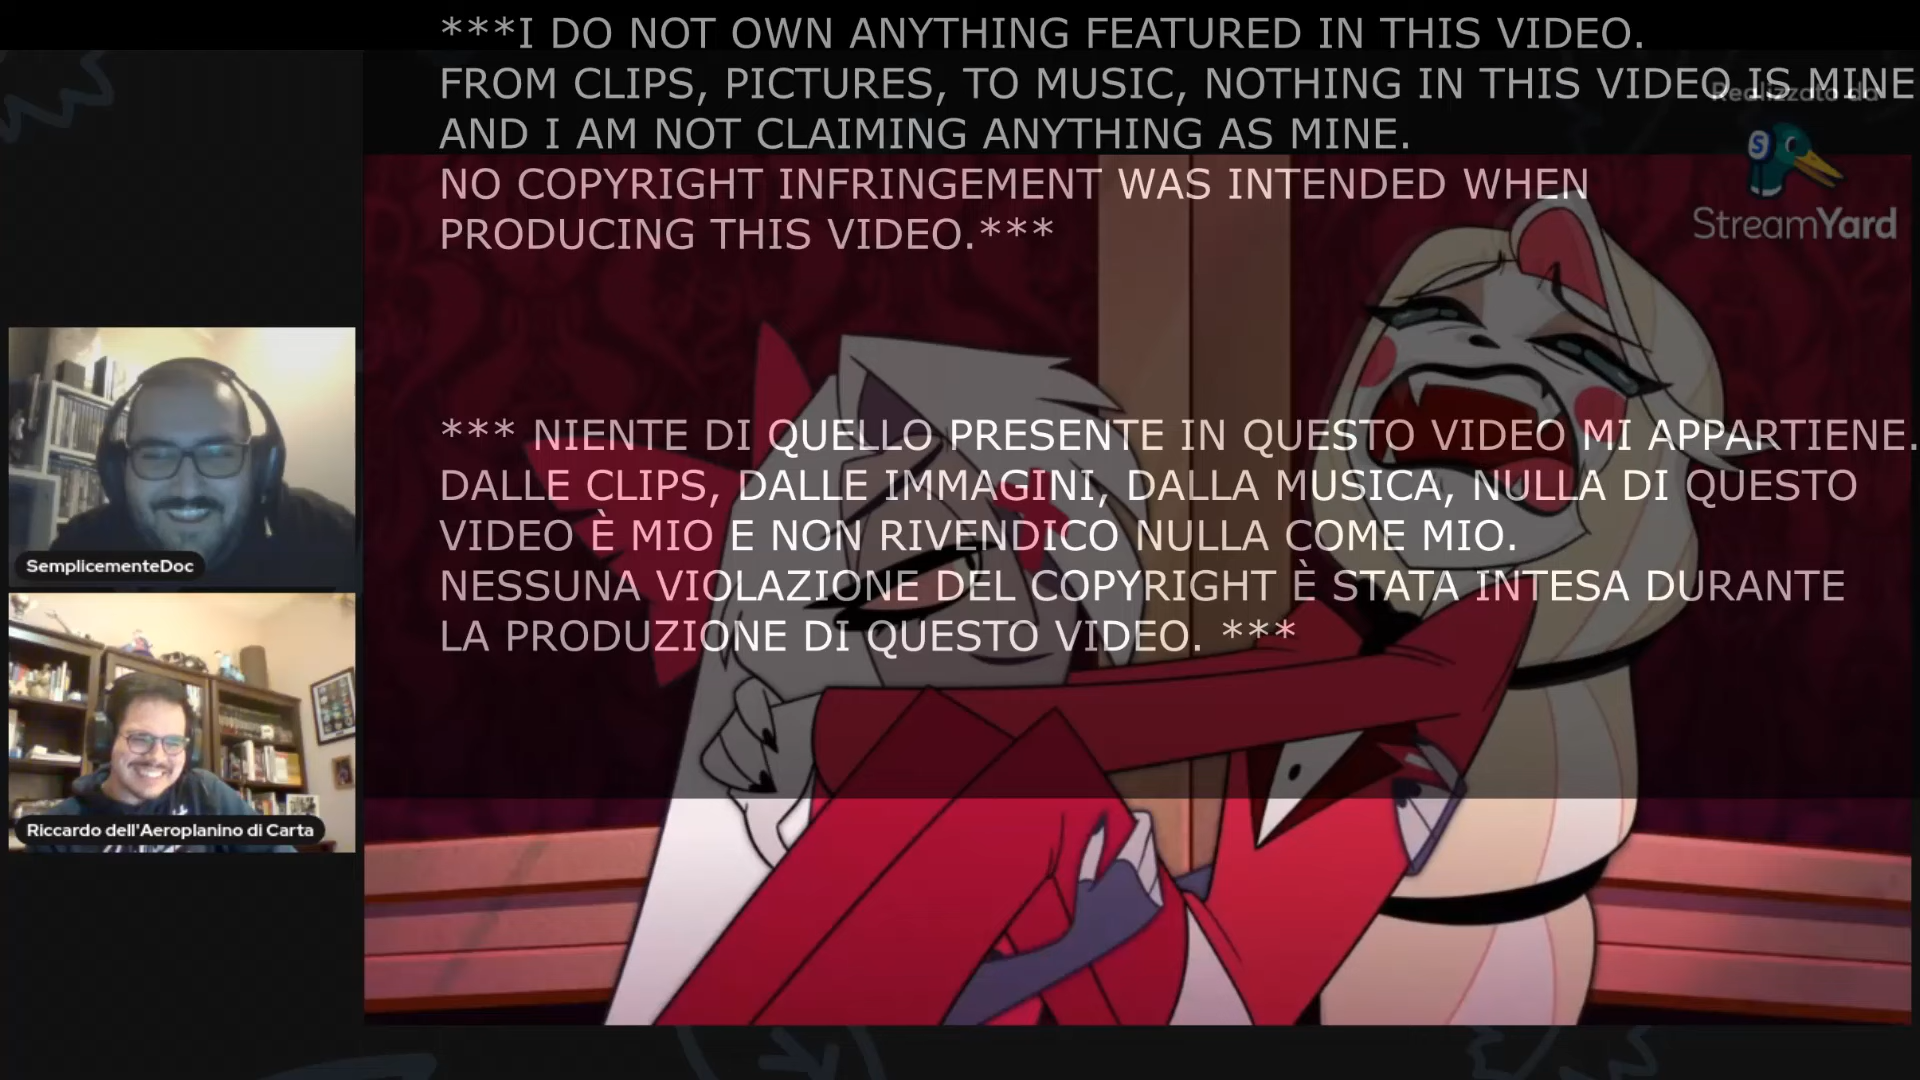 ***I DO NOT OWN ANYTHING FEATURED IN THIS VIDEO.
FROM CLIPS, PICTURES, TO MUSIC, NOTHING IN THIS VIDEO IS MINE
AND I AM NOT CLAIMING ANYTHING AS MINE.
NO COPYRIGHT INFRINGEMENT WAS INTENDED WHEN
PRODUCING THIS VIDEO.***
Realizzato da
S
StreamYard
*** NIENTE DI QUELLO PRESENTE IN QUESTO VIDEO MI APPARTIENE.
DALLE CLIPS, DALLE IMMAGINI, DALLA MUSICA, NULLA DI QUESTO
VIDEO È MIO E NON RIVENDICO NULLA COME MIO.
NESSUNA VIOLAZIONE DEL COPYRIGHT È STATA INTESA DURANTE
LA PRODUZIONE DI QUESTO VIDEO. ***
SemplicementeDoc
Riccardo dell'Aeroplanino di Carta